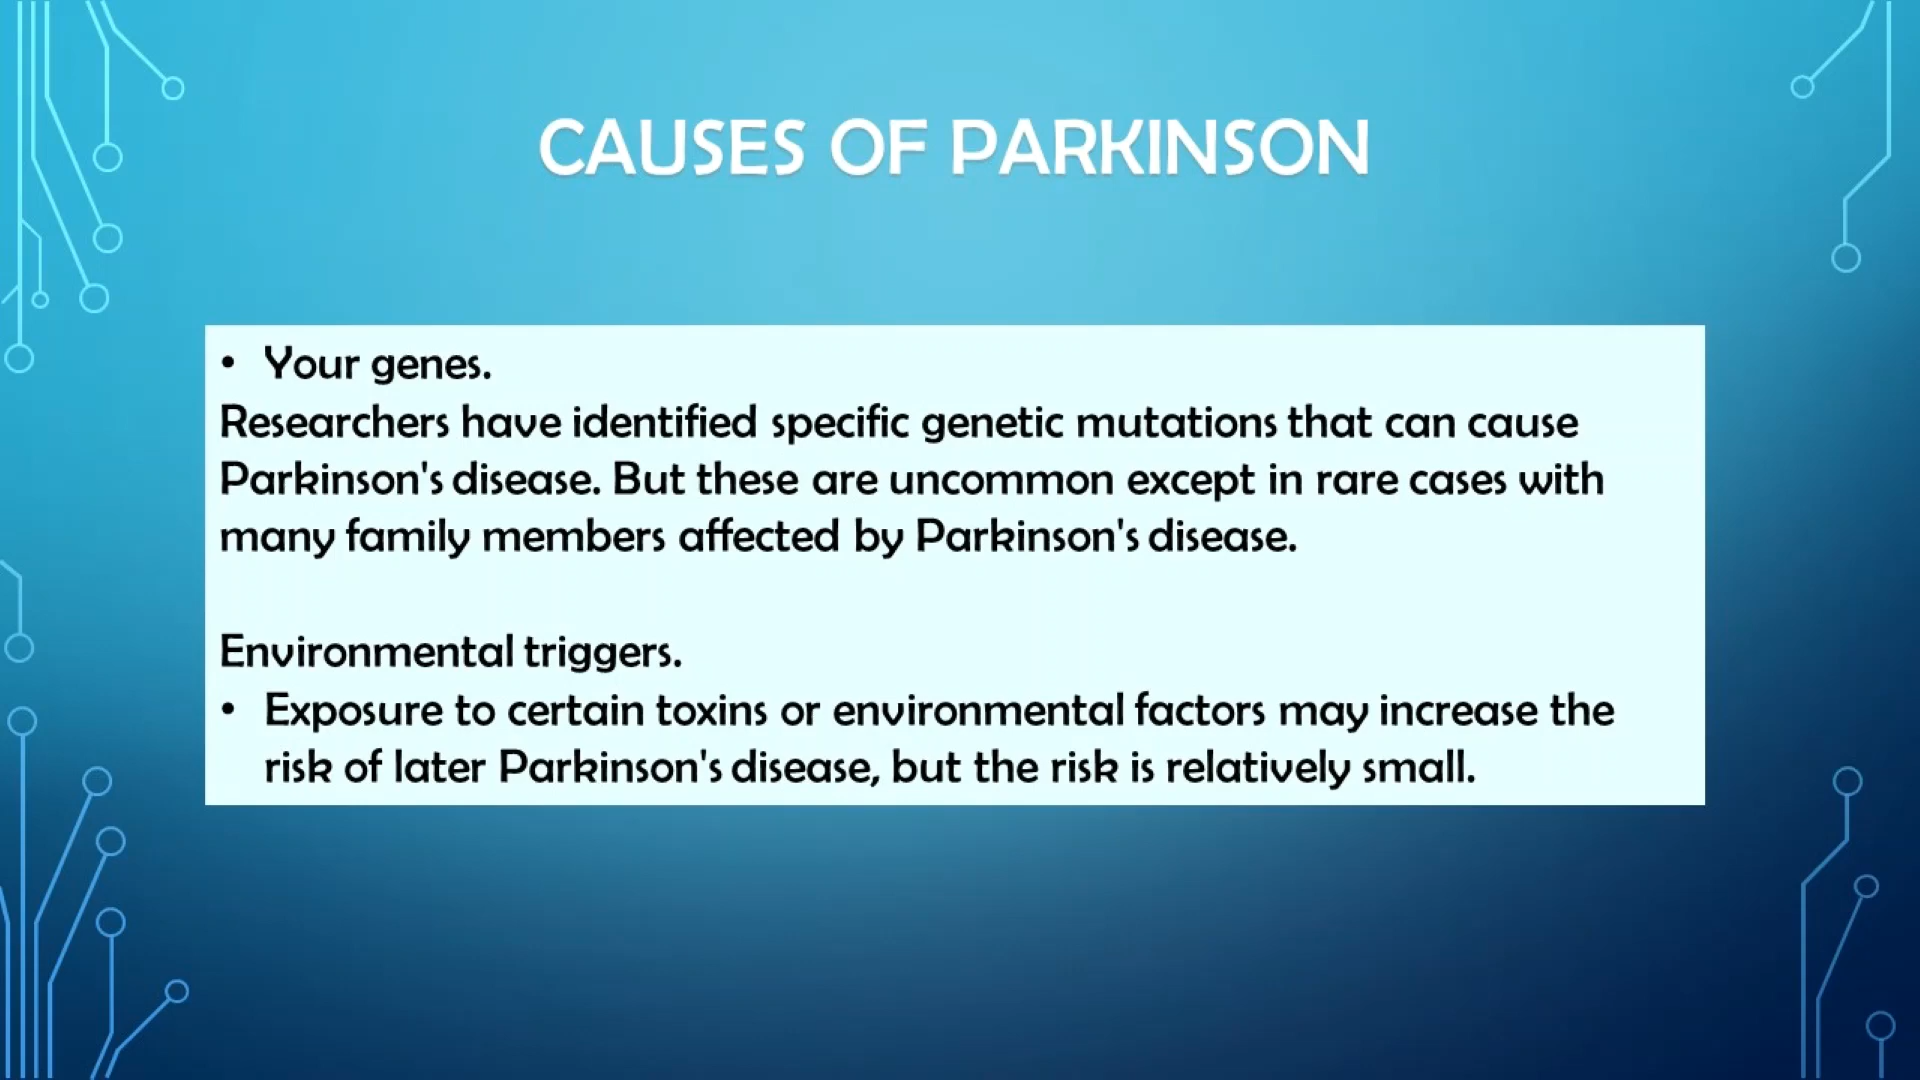 CAUSES OF PARKINSON
• Your genes.
Researchers have identified specific genetic mutations that can cause
Parkinson's disease. But these are uncommon except in rare cases with
many family members affected by Parkinson's disease.
Environmental triggers.
• Exposure to certain toxins or environmental factors may increase the
risk of later Parkinson's disease, but the risk is relatively small.